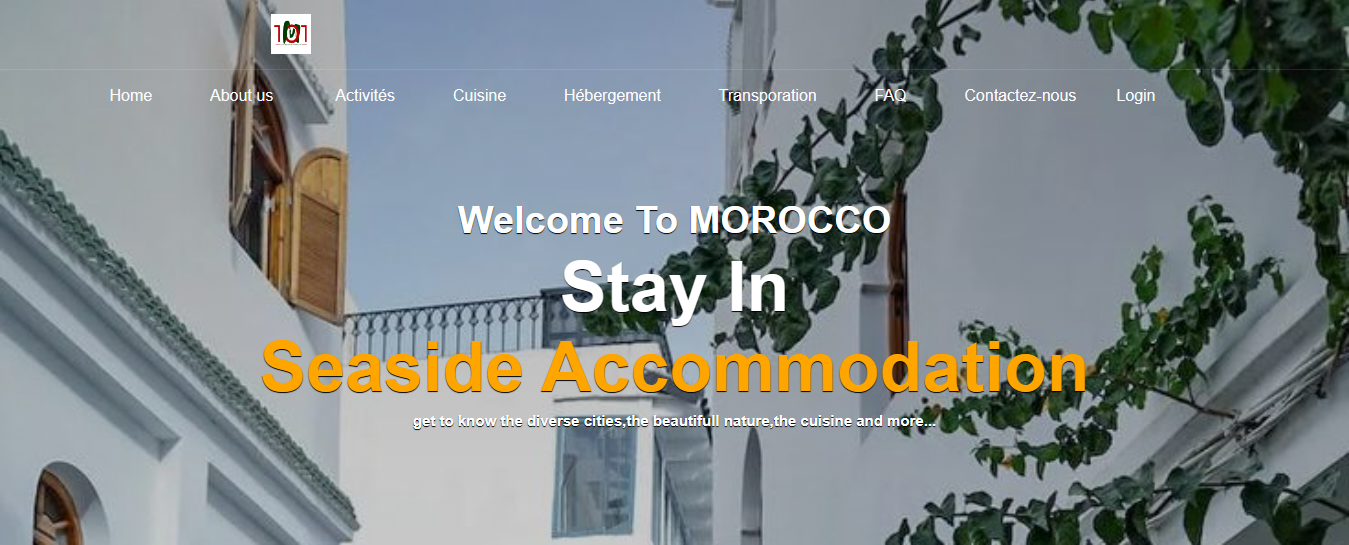 Home About us Activités Cuisine Hébergement Transporation FAQ Contactez-nous Login
Welcome To MOROCCO
Stay In
Seaside Accommodation
get to know the diverse cities,the beautifull nature,the cuisine and more...